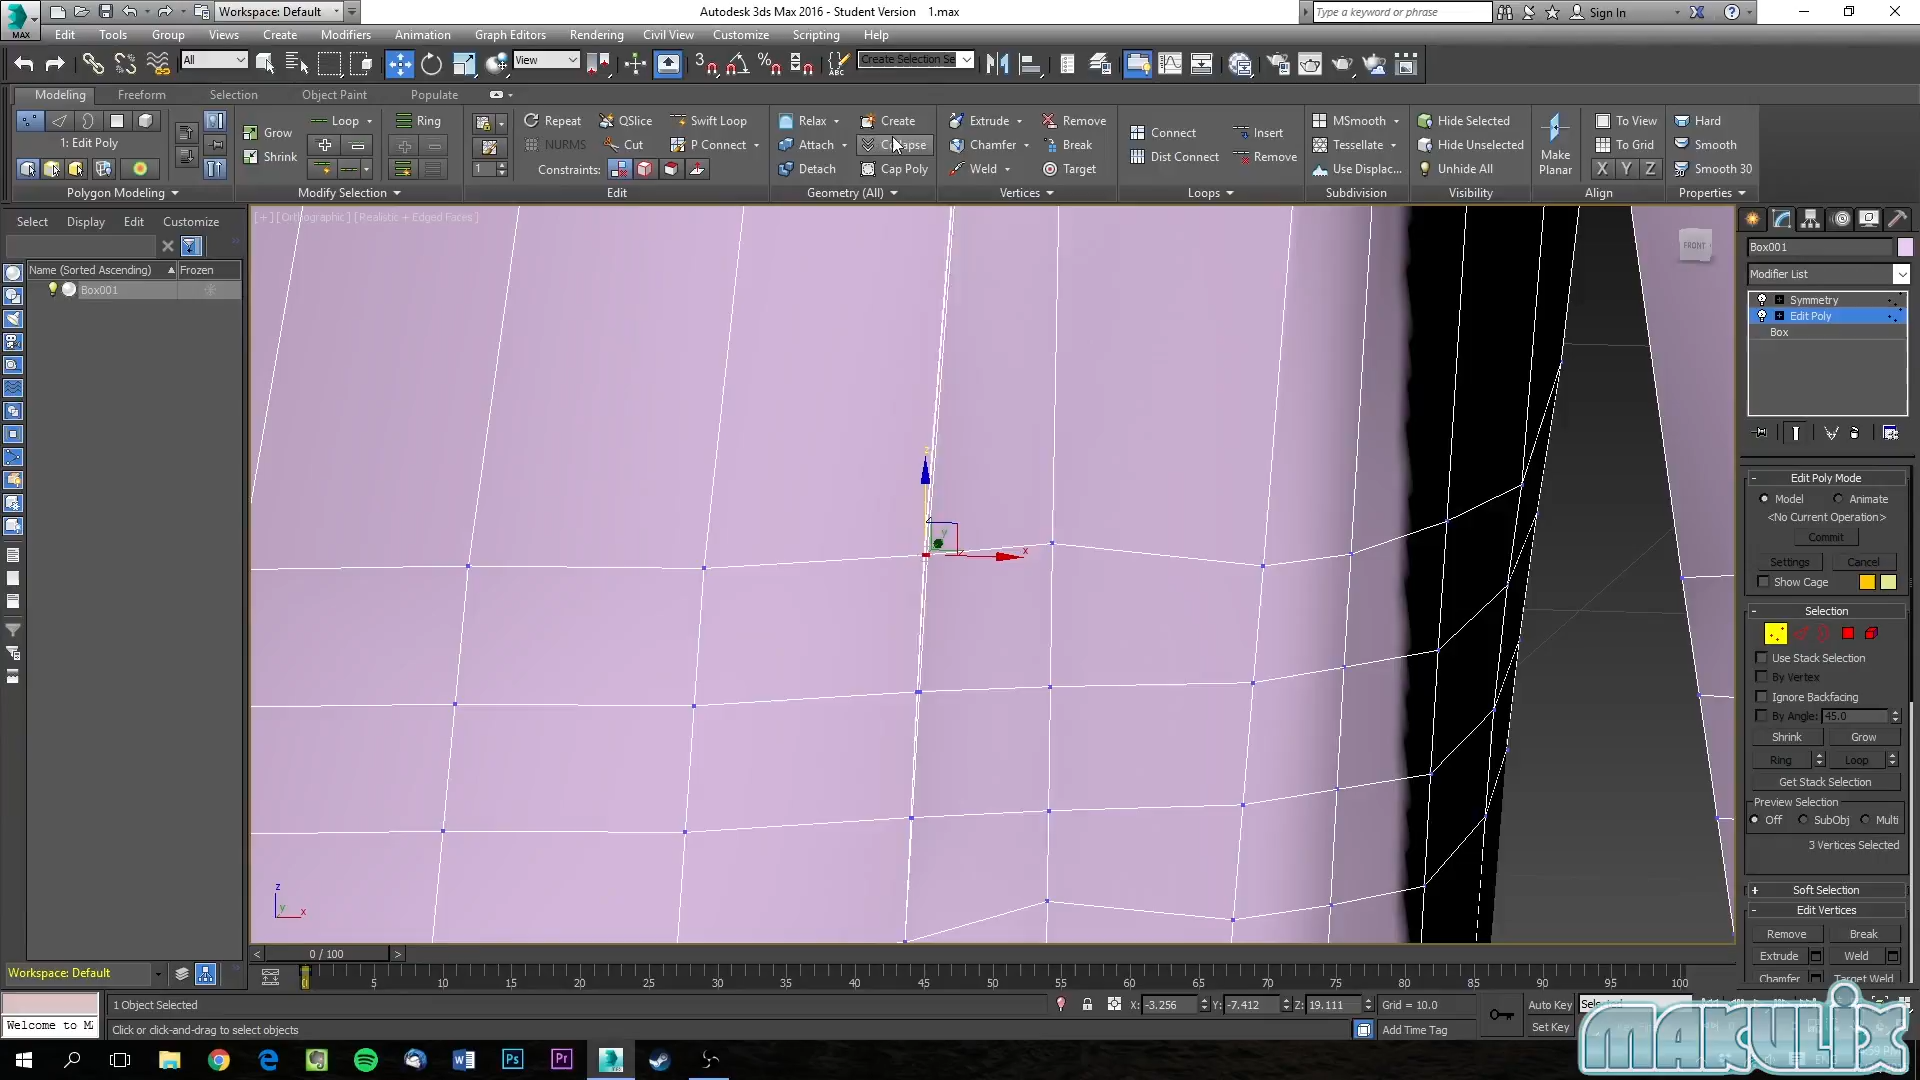 MAX
Workspace: Default
Autodesk 3ds Max 2016 - Student Version 1.max
Type a keyword or phrase
Sign In
Edit Tools Group Views Create Modifiers Animation Graph Editors Rendering Civil View Customize Scripting Help
All
View
ABC
Create Selection Se
Modeling Freeform Selection Object Paint Populate
Loop Ring Repeat QSlice Swift Loop Relax Create Extrude Remove MSmooth Hide Selected To View Hard
Grow Connect Insert
1: Edit Poly
NURMS Cut P Connect Attach Collapse Chamfer Break Tessellate Hide Unselected Make Planar To Grid Smooth
Shrink Dist Connect Remove
1 Constraints: Detach Cap Poly Weld Target Use Displac... Unhide All X Y Z Smooth 30
Polygon Modeling Modify Selection Edit Geometry (All) Vertices Loops Subdivision Visibility Align Properties
Select Display Edit Customize
Name (Sorted Ascending) Frozen
Box001
[+] [Orthographic] [Realistic + Edged Faces]
FRONT
z
x
y
z
y
x
Box001
Modifier List
Symmetry
Edit Poly
Box
Edit Poly Mode
Model Animate
<No Current Operation>
Commit
Settings Cancel
Show Cage
Selection
Use Stack Selection
By Vertex
Ignore Backfacing
By Angle: 45.0
Shrink Grow
Ring Loop
Get Stack Selection
Preview Selection
Off SubObj Multi
3 Vertices Selected
Soft Selection
Edit Vertices
Remove Break
Extrude Weld
Chamfer Target Weld
< 0 / 100 >
Workspace: Default
5 10 15 20 25 30 35 40 45 50 55 60 65 70 75 80 85 90 95 100
1 Object Selected
X: -3.256 Y: -7.412 Z: 19.111 Grid = 10.0 Auto Key
Welcome to M
Click or click-and-drag to select objects
Add Time Tag Set Key
MAKULIX